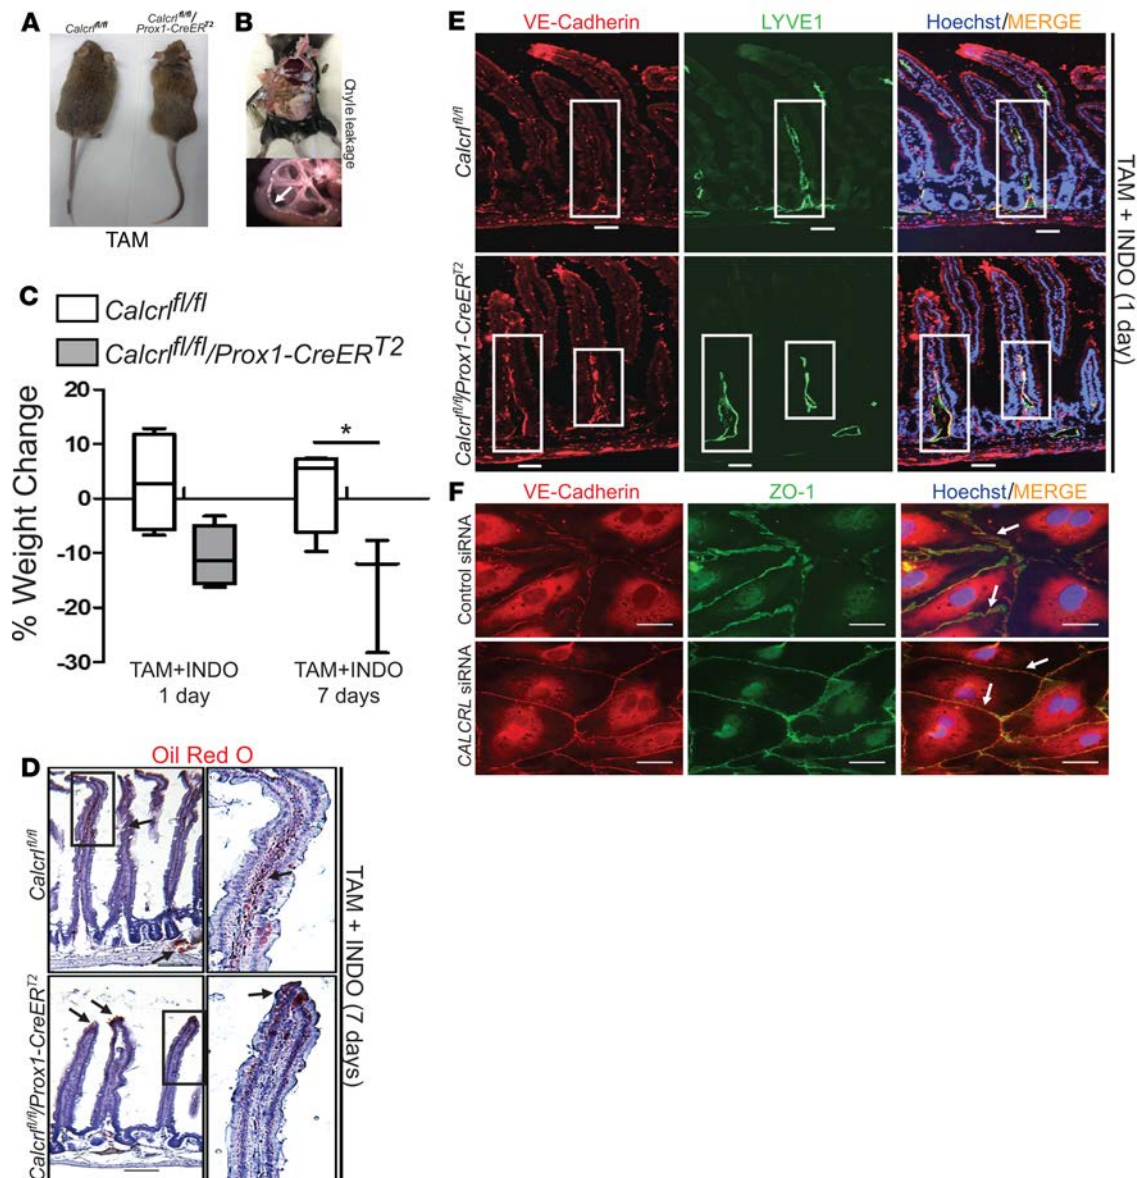 A
Calcrl^fl/fl
Calcrl^fl/fl/
Prox1-CreER^T2
TAM
B
Chyle leakage
C
Calcrl^fl/fl
Calcrl^fl/fl/Prox1-CreER^T2
% Weight Change
20
10
0
-10
-20
-30
*
TAM+INDO
1 day
TAM+INDO
7 days
D
Oil Red O
Calcrl^fl/fl
Calcrl^fl/fl/Prox1-CreER^T2
TAM + INDO (7 days)
E
VE-Cadherin
LYVE1
Hoechst/MERGE
Calcrl^fl/fl
Calcrl^fl/fl/Prox1-CreER^T2
TAM + INDO (1 day)
F
VE-Cadherin
ZO-1
Hoechst/MERGE
Control siRNA
CALCRL siRNA